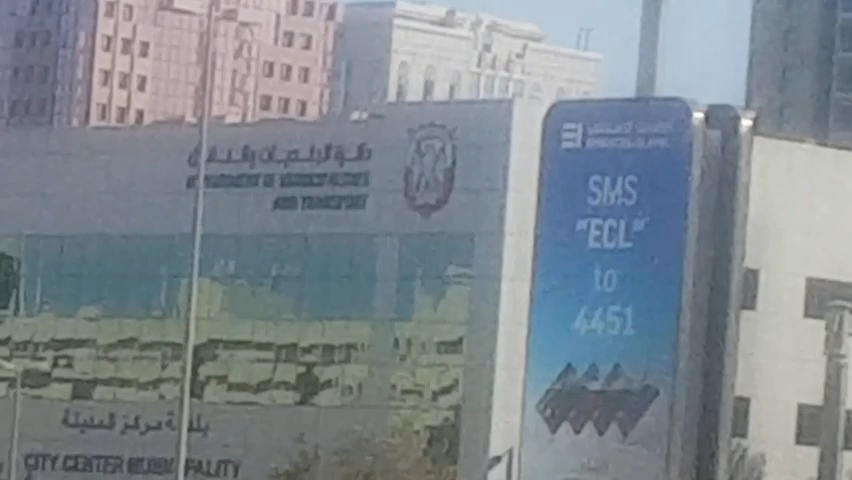 دائرة البلديات والنقل
DEPARTMENT OF MUNICIPALITIES
AND TRANSPORT
بلدية مركز المدينة
CITY CENTER MUNICIPALITY
SMS
"ECL"
to
4451